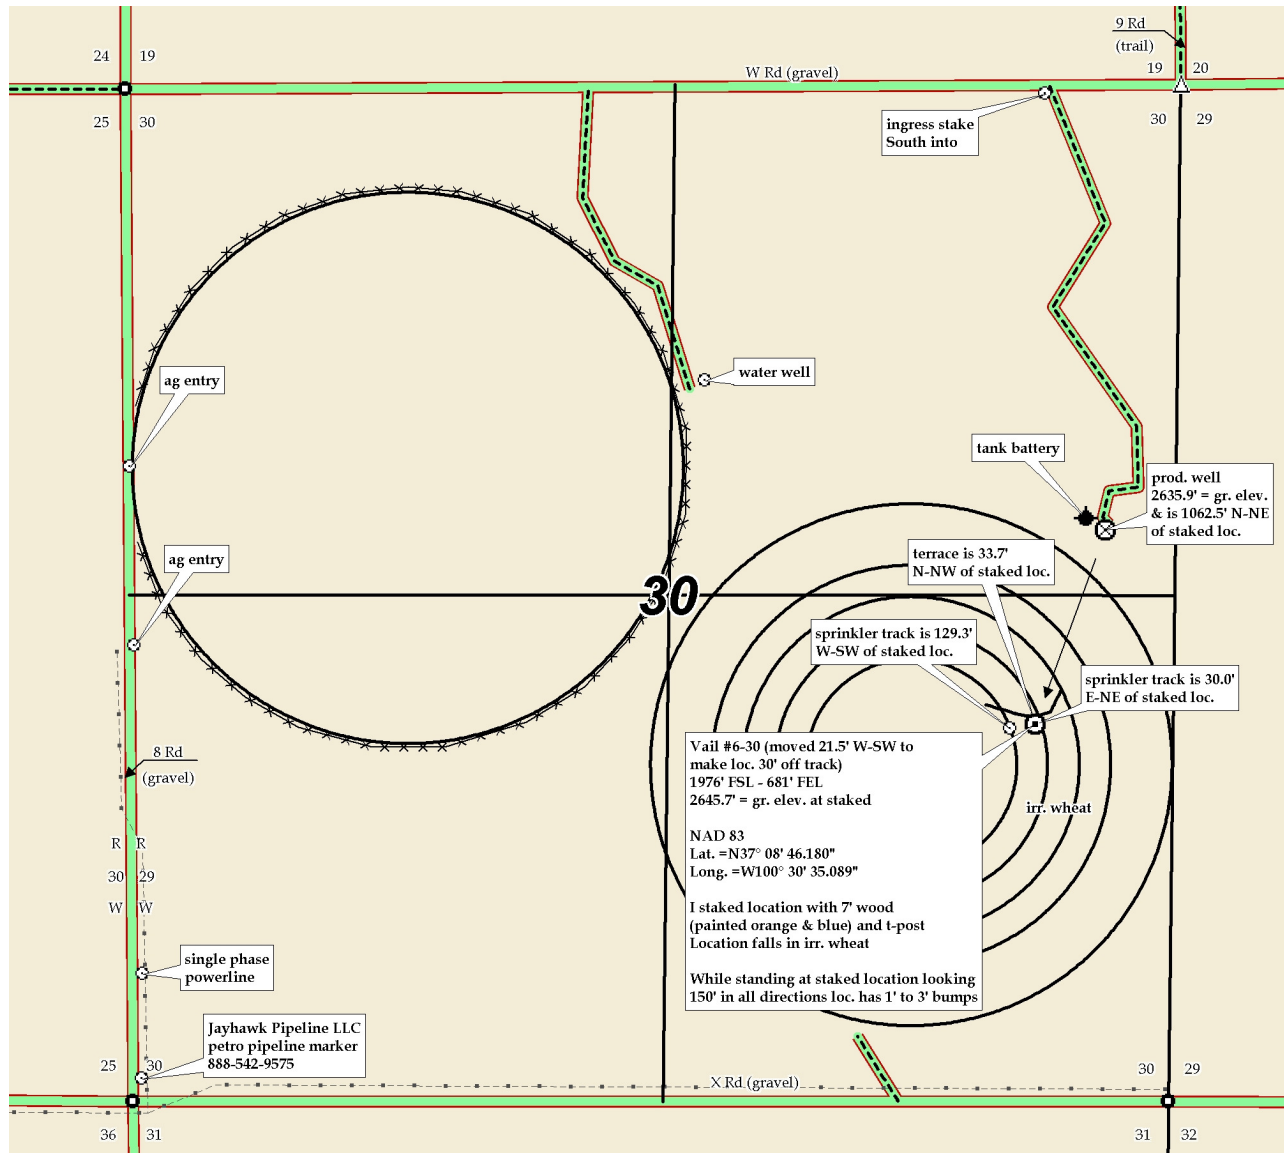 9 Rd
(trail)
24 19
W Rd (gravel)
19 20
25 30
30 29
ingress stake
South into
water well
ag entry
tank battery
prod. well
2635.9' = gr. elev.
& is 1062.5' N-NE
of staked loc.
terrace is 33.7'
N-NW of staked loc.
ag entry
30
sprinkler track is 129.3'
W-SW of staked loc.
sprinkler track is 30.0'
E-NE of staked loc.
8 Rd
(gravel)
Vail #6-30 (moved 21.5' W-SW to
make loc. 30' off track)
1976' FSL - 681' FEL
2645.7' = gr. elev. at staked
NAD 83
Lat. =N37° 08' 46.180"
Long. =W100° 30' 35.089"
I staked location with 7' wood
(painted orange & blue) and t-post
Location falls in irr. wheat
While standing at staked location looking
150' in all directions loc. has 1' to 3' bumps
irr. wheat
R R
30 29
W W
single phase
powerline
Jayhawk Pipeline LLC
petro pipeline marker
888-542-9575
25 30
X Rd (gravel)
30 29
36 31
31 32